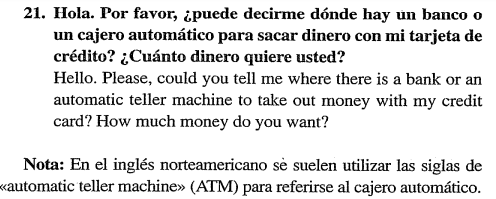 21. Hola. Por favor, ¿puede decirme dónde hay un banco o
un cajero automático para sacar dinero con mi tarjeta de
crédito? ¿Cuánto dinero quiere usted?
Hello. Please, could you tell me where there is a bank or an
automatic teller machine to take out money with my credit
card? How much money do you want?
Nota: En el inglés norteamericano se suelen utilizar las siglas de
«automatic teller machine» (ATM) para referirse al cajero automático.